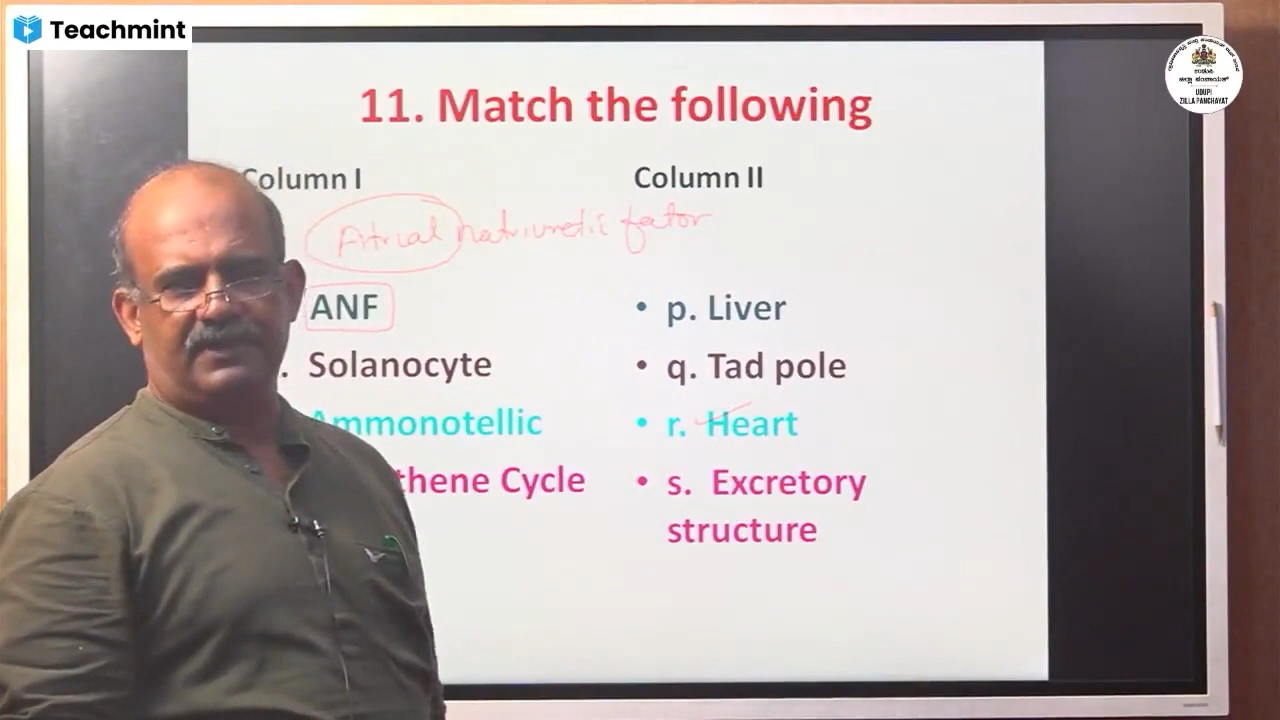 Teachmint
11. Match the following
Column I
Column II
Atrial natriuretic fator
ANF
• p. Liver
. Solanocyte
• q. Tad pole
Ammonotellic
• r. Heart
thene Cycle
• s. Excretory
structure
UDUPI
ZILLA PANCHAYAT